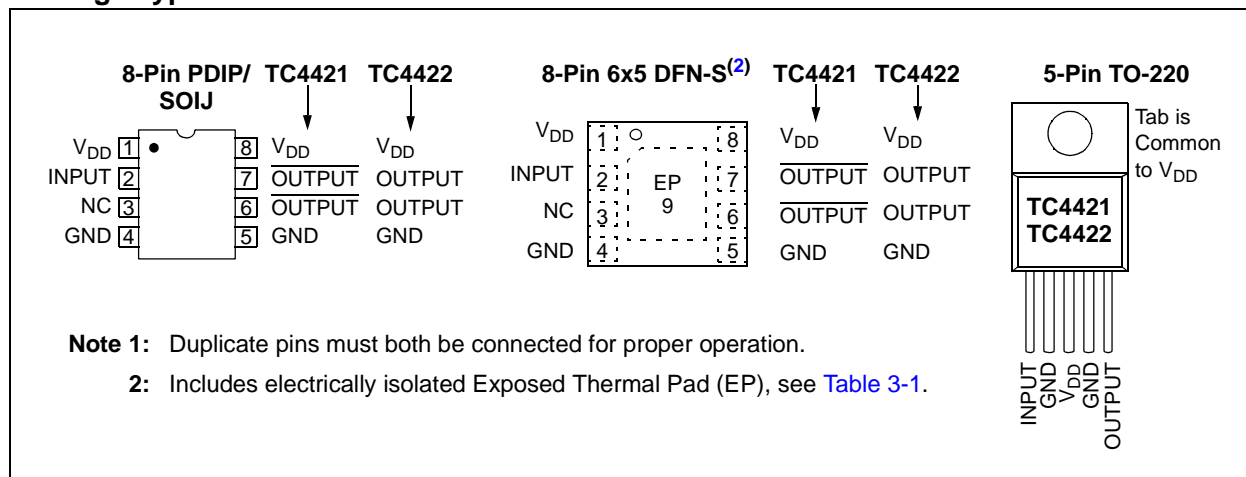 8-Pin PDIP/
SOIJ
TC4421 TC4422
VDD 1 8 VDD VDD
INPUT 2 7 OUTPUT OUTPUT
NC 3 6 OUTPUT OUTPUT
GND 4 5 GND GND
8-Pin 6x5 DFN-S(2) TC4421 TC4422
VDD 1 8 VDD VDD
INPUT 2 EP 7 OUTPUT OUTPUT
NC 3 9 6 OUTPUT OUTPUT
GND 4 5 GND GND
5-Pin TO-220
Tab is
Common
to VDD
TC4421
TC4422
INPUT
GND
VDD
GND
OUTPUT
Note 1: Duplicate pins must both be connected for proper operation.
2: Includes electrically isolated Exposed Thermal Pad (EP), see Table 3-1.